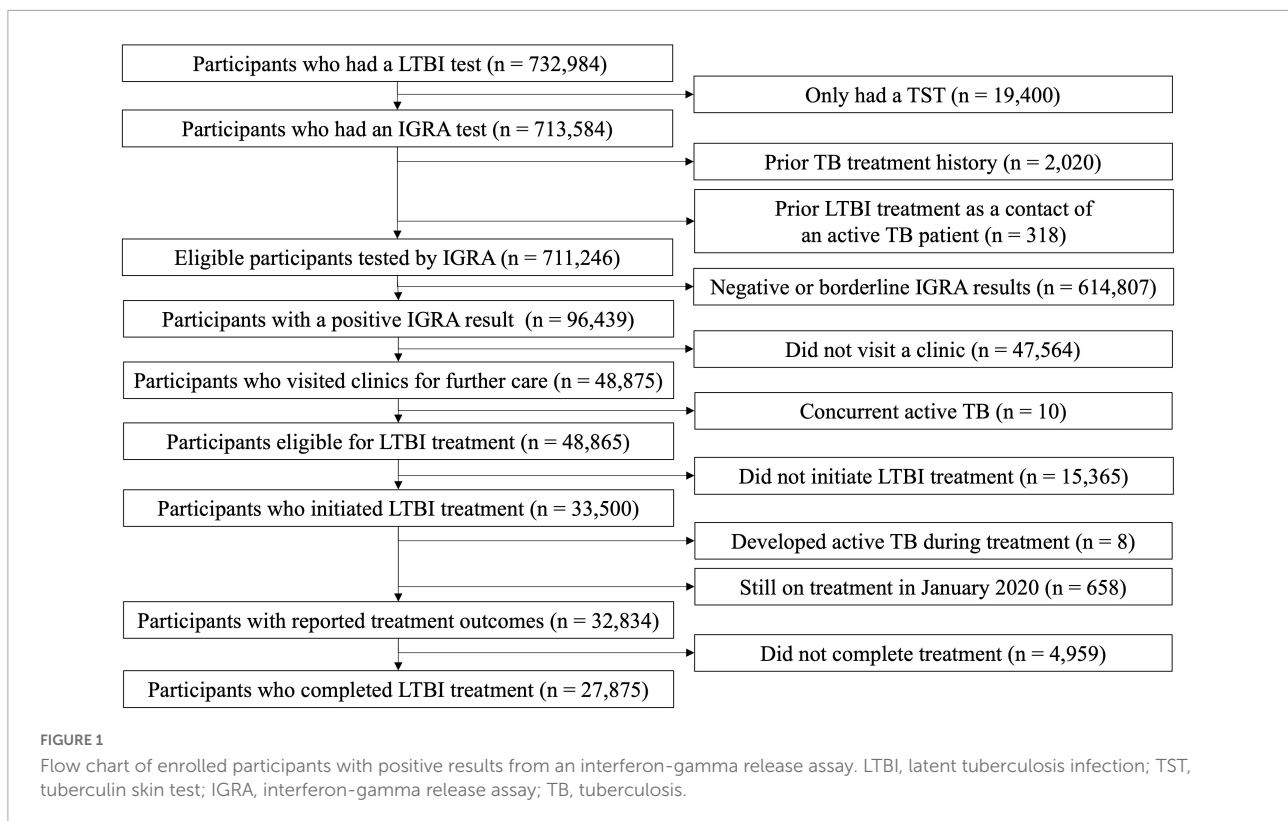 Participants who had a LTBI test (n = 732,984)
Only had a TST (n = 19,400)
Participants who had an IGRA test (n = 713,584)
Prior TB treatment history (n = 2,020)
Prior LTBI treatment as a contact of
an active TB patient (n = 318)
Eligible participants tested by IGRA (n = 711,246)
Negative or borderline IGRA results (n = 614,807)
Participants with a positive IGRA result (n = 96,439)
Did not visit a clinic (n = 47,564)
Participants who visited clinics for further care (n = 48,875)
Concurrent active TB (n = 10)
Participants eligible for LTBI treatment (n = 48,865)
Did not initiate LTBI treatment (n = 15,365)
Participants who initiated LTBI treatment (n = 33,500)
Developed active TB during treatment (n = 8)
Still on treatment in January 2020 (n = 658)
Participants with reported treatment outcomes (n = 32,834)
Did not complete treatment (n = 4,959)
Participants who completed LTBI treatment (n = 27,875)
FIGURE 1
Flow chart of enrolled participants with positive results from an interferon-gamma release assay. LTBI, latent tuberculosis infection; TST,
tuberculin skin test; IGRA, interferon-gamma release assay; TB, tuberculosis.